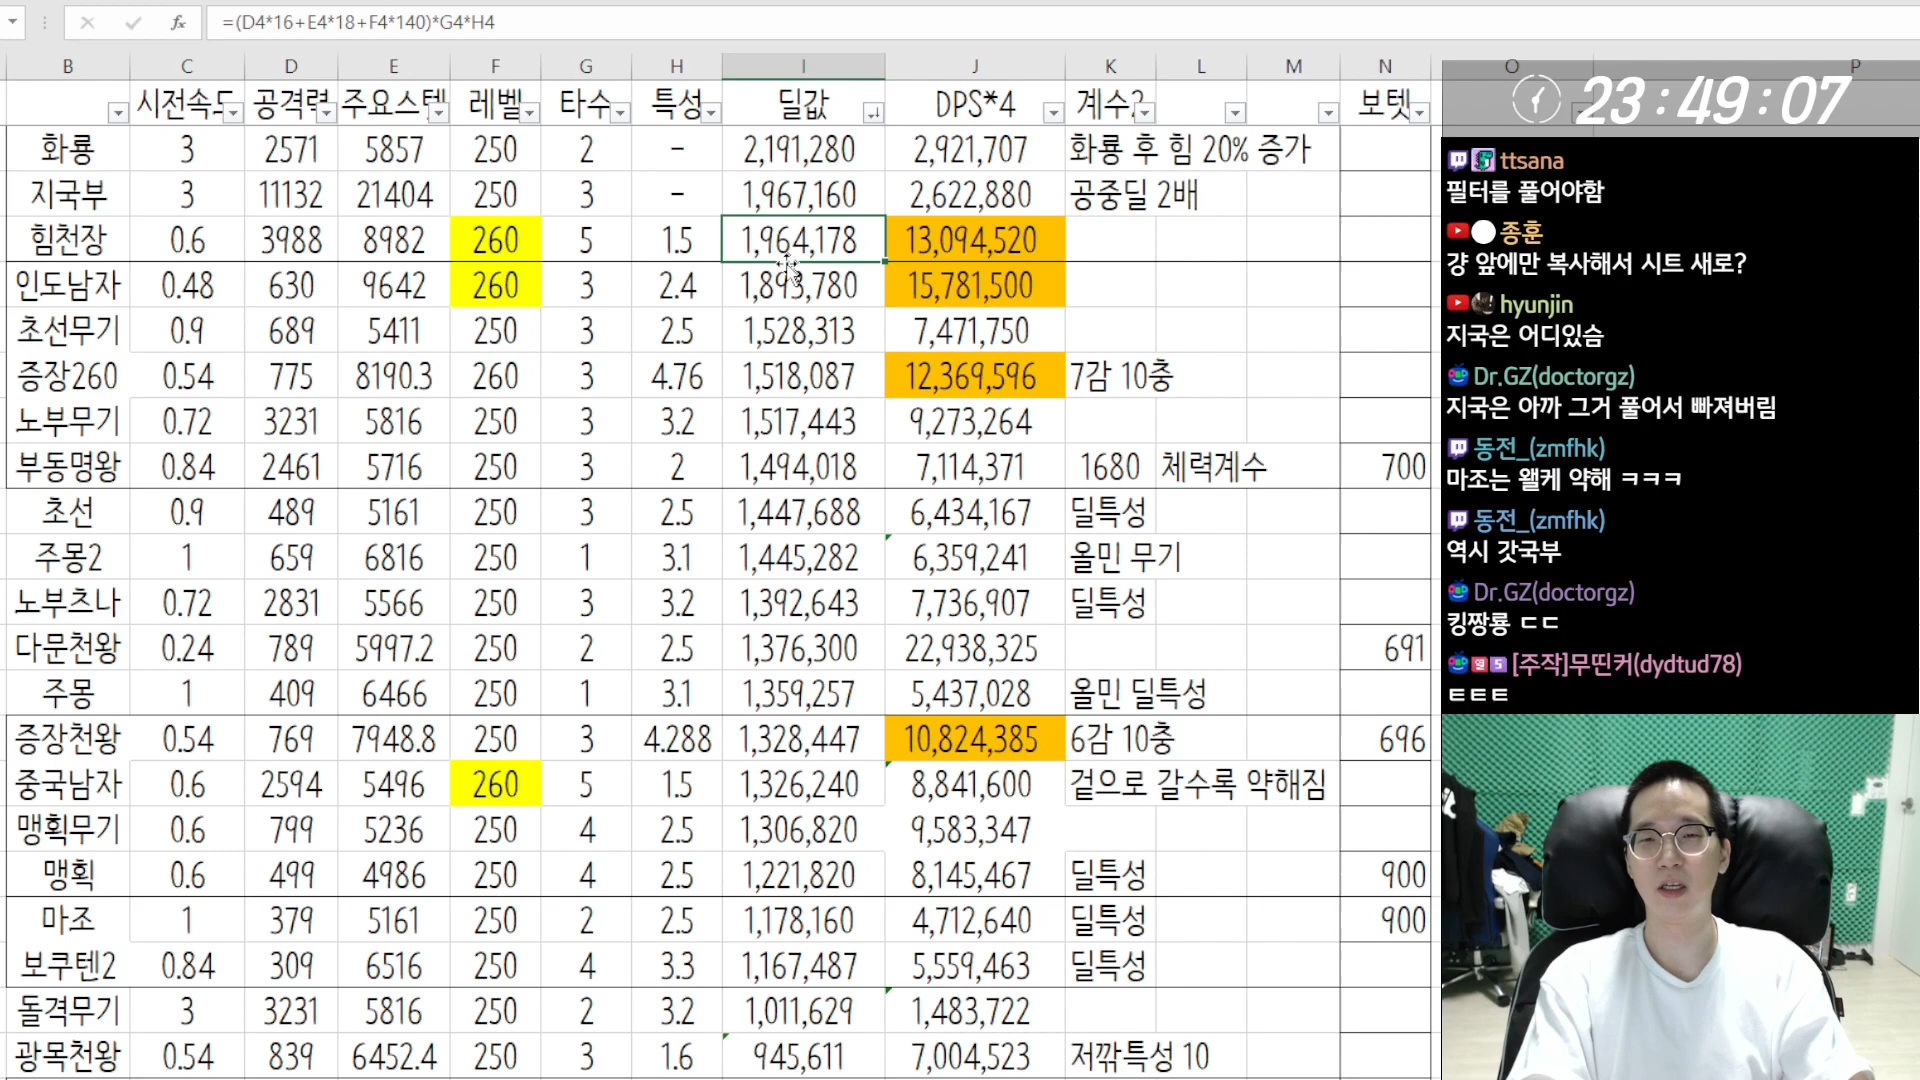 =(D4*16+E4*18+F4*140)*G4*H4
B C D E F G H I J K L M N O P
시전속도 공격력 주요스텟 레벨 타수 특성 딜값 DPS*4 계수2 보텟
화룡 3 2571 5857 250 2 - 2,191,280 2,921,707 화룡 후 힘 20% 증가
지국부 3 11132 21404 250 3 - 1,967,160 2,622,880 공중딜 2배
힘천장 0.6 3988 8982 260 5 1.5 1,964,178 13,094,520
인도남자 0.48 630 9642 260 3 2.4 1,893,780 15,781,500
초선무기 0.9 689 5411 250 3 2.5 1,528,313 7,471,750
증장260 0.54 775 8190.3 260 3 4.76 1,518,087 12,369,596 7감 10충
노부무기 0.72 3231 5816 250 3 3.2 1,517,443 9,273,264
부동명왕 0.84 2461 5716 250 3 2 1,494,018 7,114,371 1680 체력계수 700
초선 0.9 489 5161 250 3 2.5 1,447,688 6,434,167 딜특성
주몽2 1 659 6816 250 1 3.1 1,445,282 6,359,241 올민 무기
노부츠나 0.72 2831 5566 250 3 3.2 1,392,643 7,736,907 딜특성
다문천왕 0.24 789 5997.2 250 2 2.5 1,376,300 22,938,325 691
주몽 1 409 6466 250 1 3.1 1,359,257 5,437,028 올민 딜특성
증장천왕 0.54 769 7948.8 250 3 4.288 1,328,447 10,824,385 6감 10충 696
중국남자 0.6 2594 5496 260 5 1.5 1,326,240 8,841,600 겉으로 갈수록 약해짐
맹획무기 0.6 799 5236 250 4 2.5 1,306,820 9,583,347
맹획 0.6 499 4986 250 4 2.5 1,221,820 8,145,467 딜특성 900
마조 1 379 5161 250 2 2.5 1,178,160 4,712,640 딜특성 900
보쿠텐2 0.84 309 6516 250 4 3.3 1,167,487 5,559,463 딜특성
돌격무기 3 3231 5816 250 2 3.2 1,011,629 1,483,722
광목천왕 0.54 839 6452.4 250 3 1.6 945,611 7,004,523 저깎특성 10
23:49:07
ttsana
필터를 풀어야함
종훈
걍 앞에만 복사해서 시트 새로?
hyunjin
지국은 어디있슴
Dr.GZ(doctorgz)
지국은 아까 그거 풀어서 빠져버림
동전_(zmfhk)
마조는 왤케 약해 ㅋㅋㅋ
동전_(zmfhk)
역시 갓국부
Dr.GZ(doctorgz)
킹짱룡 ㄷㄷ
[주작]무띤커(dydtud78)
ㅌㅌㅌ